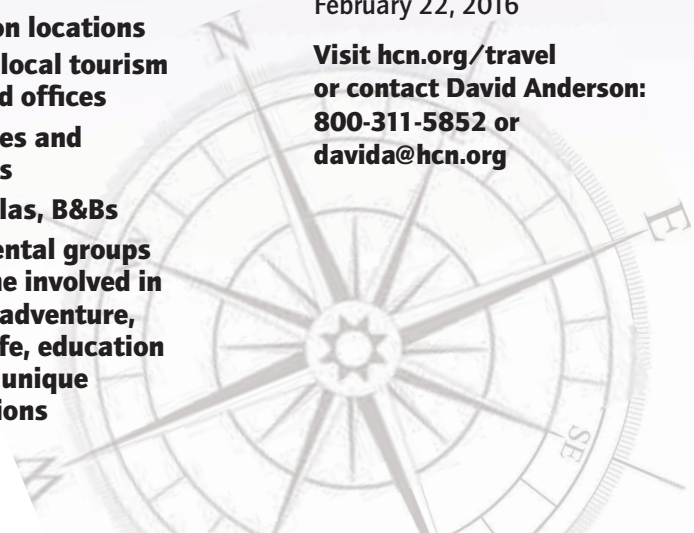 on locations
local tourism
d offices
es and
s
las, B&Bs
ental groups
ne involved in
adventure,
fe, education
unique
ions
February 22, 2016
Visit hcn.org/travel
or contact David Anderson:
800-311-5852 or
davida@hcn.org
N
E
SE
W